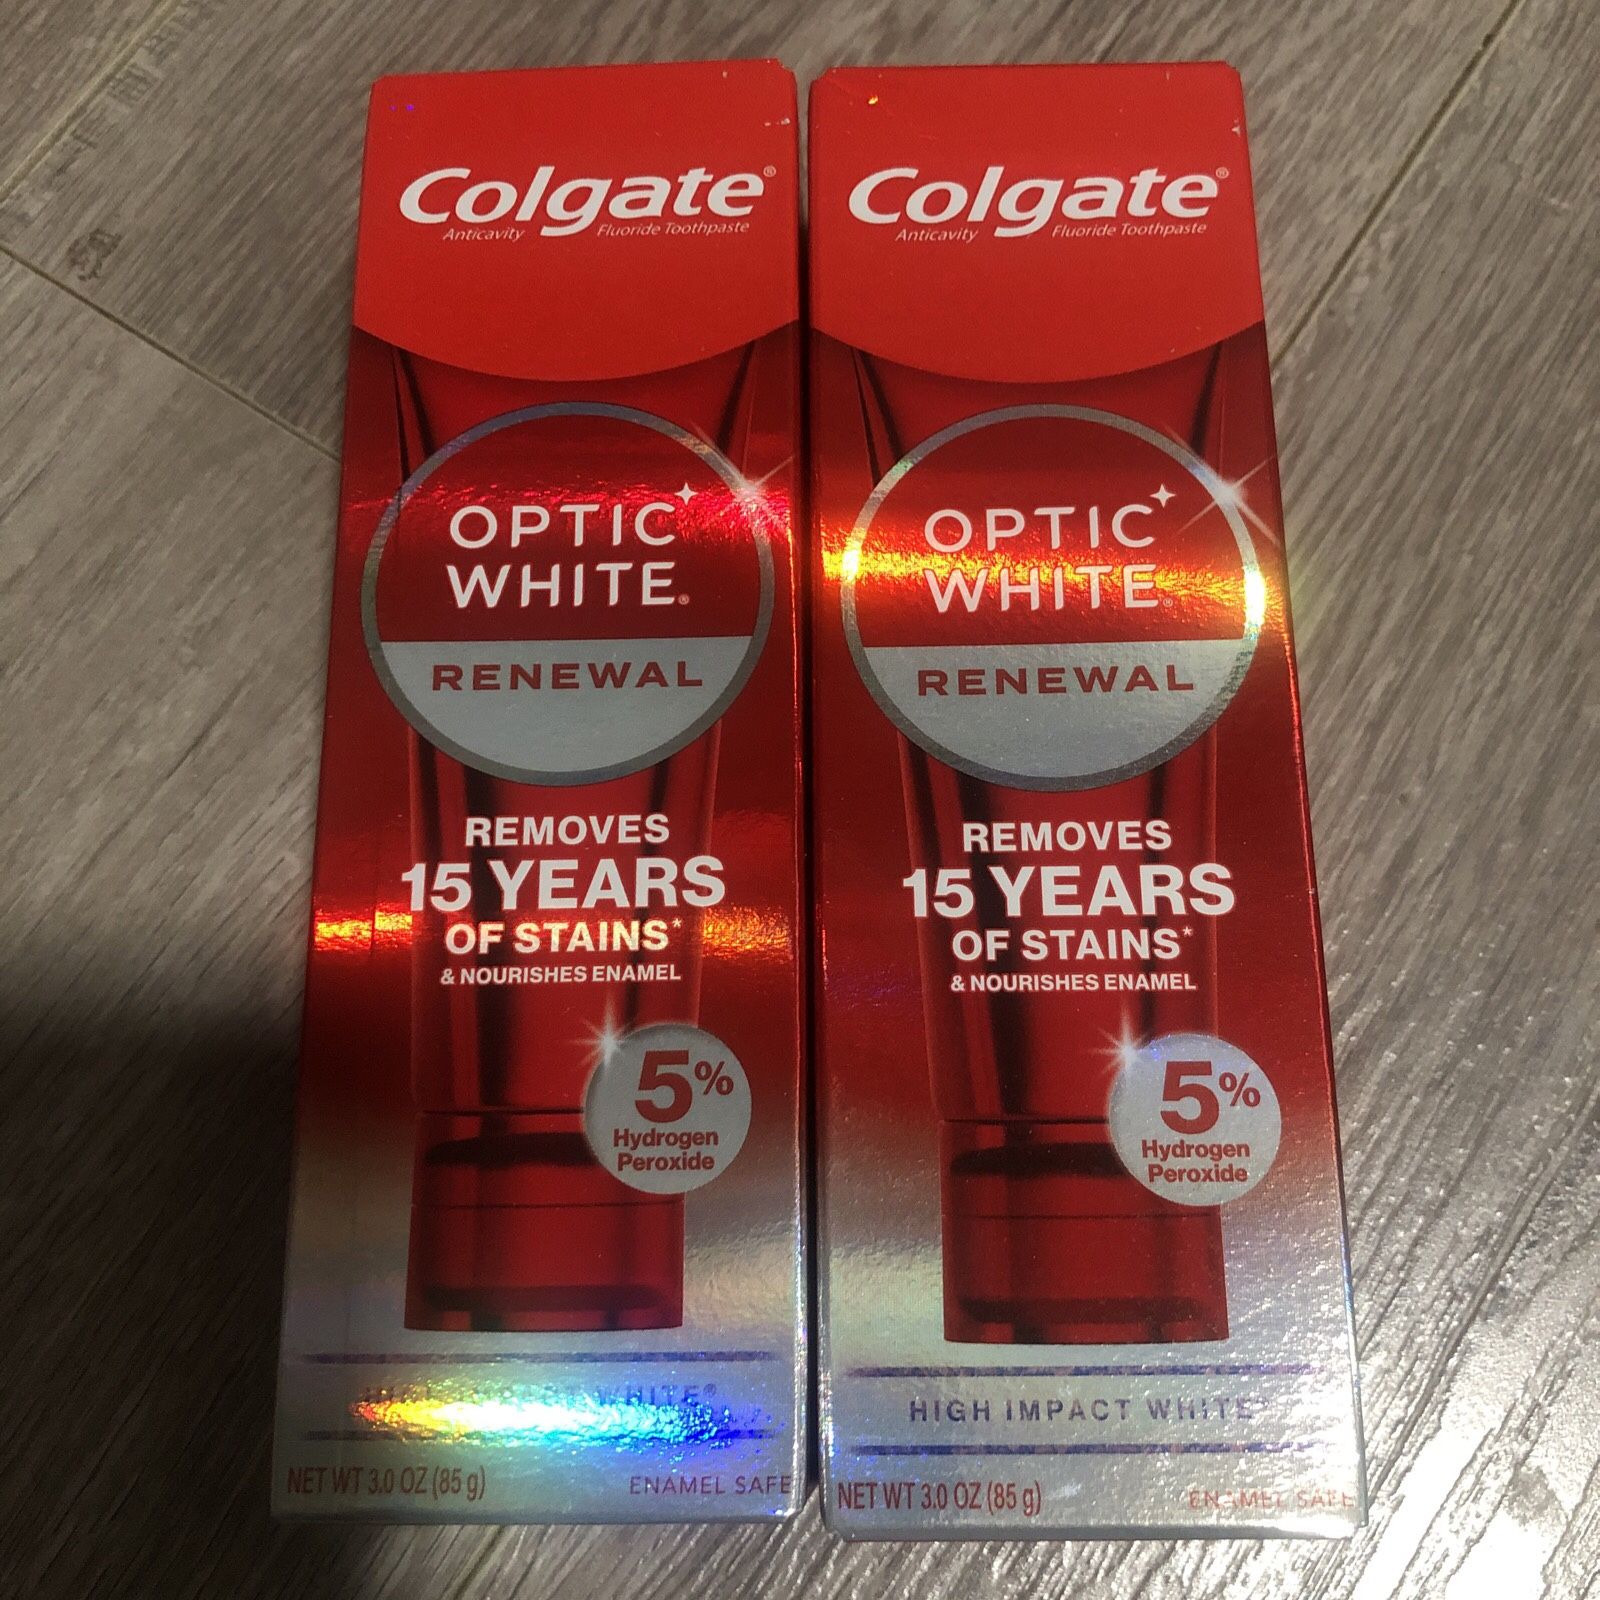 Colgate®
Anticavity Fluoride Toothpaste
OPTIC
WHITE®
RENEWAL
REMOVES
15 YEARS
OF STAINS*
& NOURISHES ENAMEL
5%
Hydrogen
Peroxide
WHITE®
NET WT 3.0 OZ (85 g) ENAMEL SAFE
Colgate®
Anticavity Fluoride Toothpaste
OPTIC
WHITE®
RENEWAL
REMOVES
15 YEARS
OF STAINS*
& NOURISHES ENAMEL
5%
Hydrogen
Peroxide
HIGH IMPACT WHITE®
NET WT 3.0 OZ (85 g) ENAMEL SAFE